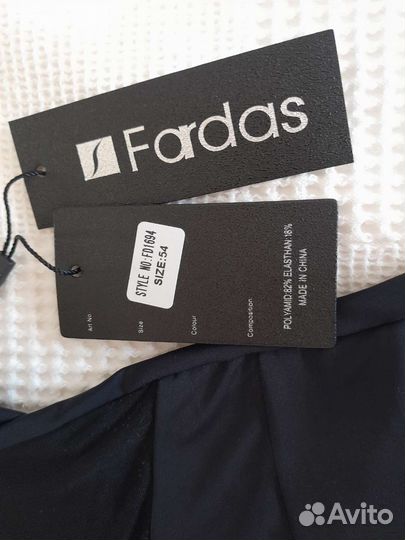 Fardas
STYLE NO:FD1694
SIZE:54
Art No
Size
Colour
Composition
POLYAMID:82% ELASTHAN:18%
MADE IN CHINA
Avito